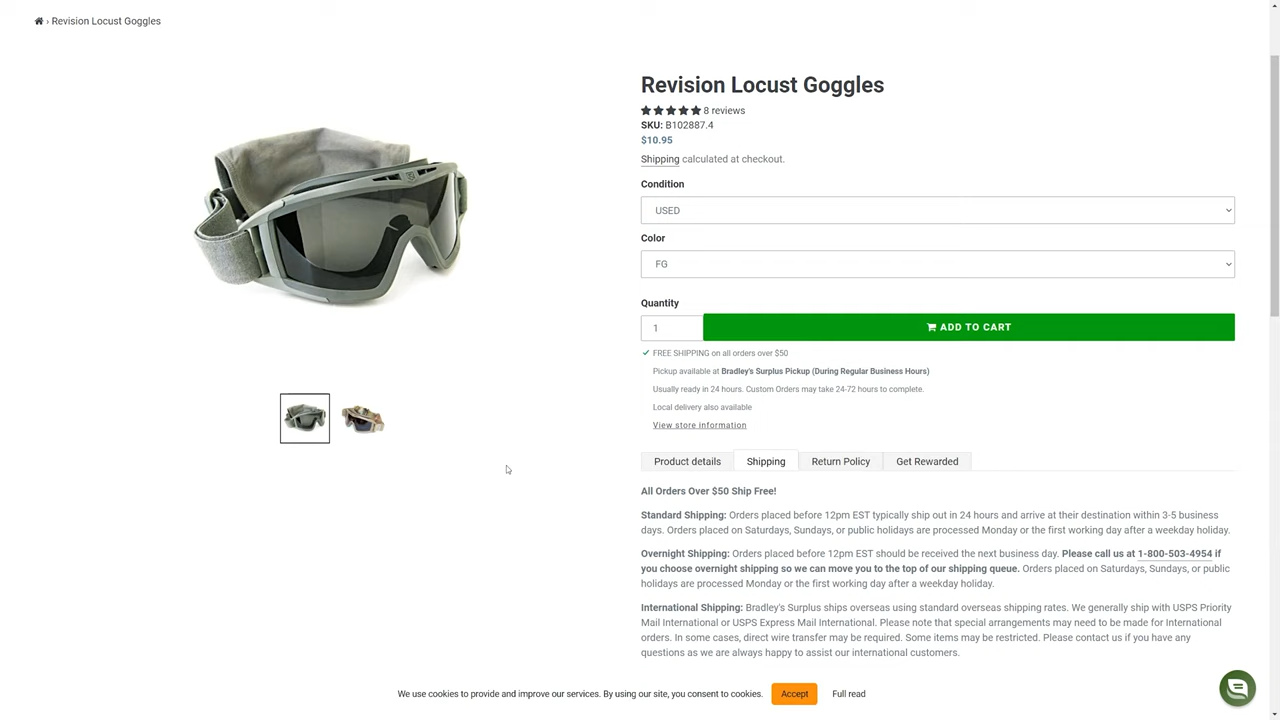 › Revision Locust Goggles
Revision Locust Goggles
8 reviews
SKU: B102887.4
$10.95
Shipping calculated at checkout.
Condition
USED
Color
FG
Quantity
1
ADD TO CART
FREE SHIPPING on all orders over $50
Pickup available at Bradley's Surplus Pickup (During Regular Business Hours)
Usually ready in 24 hours. Custom Orders may take 24-72 hours to complete.
Local delivery also available
View store information
Product details Shipping Return Policy Get Rewarded
All Orders Over $50 Ship Free!
Standard Shipping: Orders placed before 12pm EST typically ship out in 24 hours and arrive at their destination within 3-5 business
days. Orders placed on Saturdays, Sundays, or public holidays are processed Monday or the first working day after a weekday holiday.
Overnight Shipping: Orders placed before 12pm EST should be received the next business day. Please call us at 1-800-503-4954 if
you choose overnight shipping so we can move you to the top of our shipping queue. Orders placed on Saturdays, Sundays, or public
holidays are processed Monday or the first working day after a weekday holiday.
International Shipping: Bradley's Surplus ships overseas using standard overseas shipping rates. We generally ship with USPS Priority
Mail International or USPS Express Mail International. Please note that special arrangements may need to be made for International
orders. In some cases, direct wire transfer may be required. Some items may be restricted. Please contact us if you have any
questions as we are always happy to assist our international customers.
We use cookies to provide and improve our services. By using our site, you consent to cookies. Accept Full read